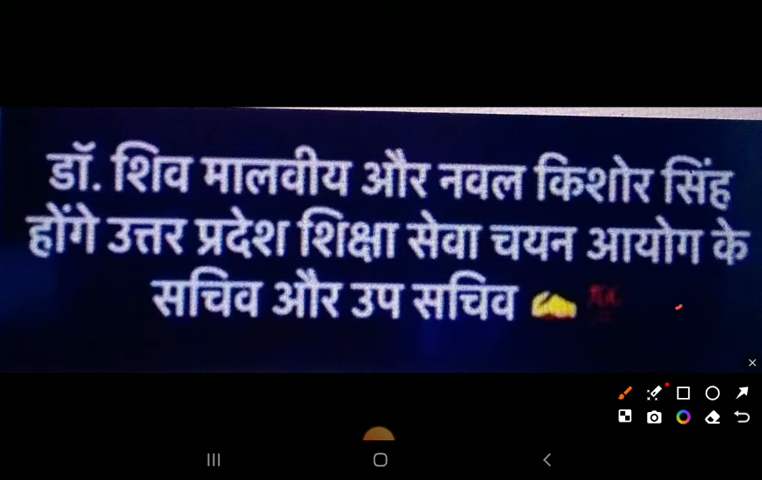 डॉ. शिव मालवीय और नवल किशोर सिंह
होंगे उत्तर प्रदेश शिक्षा सेवा चयन आयोग के
सचिव और उप सचिव ✍️💯